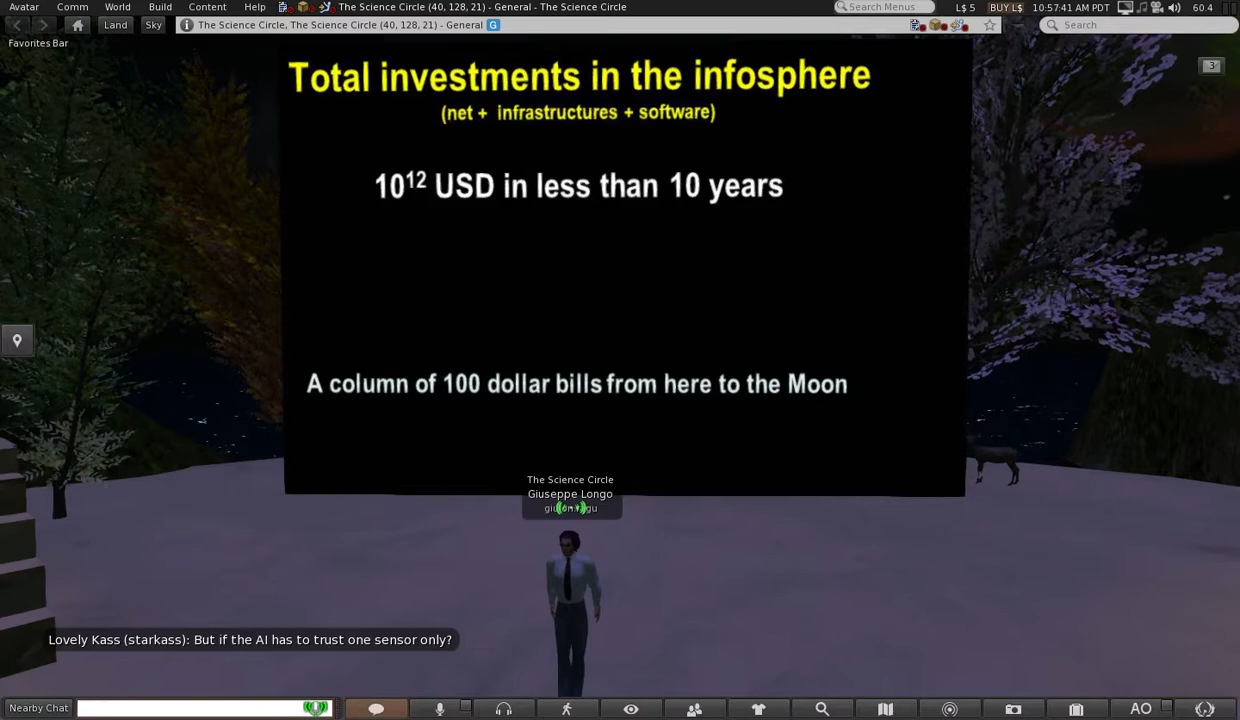 Avatar Comm World Build Content Help The Science Circle (40, 128, 21) - General - The Science Circle Search Menus L$ 5 BUY L$ 10:57:41 AM PDT 60.4
Land Sky The Science Circle, The Science Circle (40, 128, 21) - General G Search
Favorites Bar
3
Total investments in the infosphere
(net + infrastructures + software)
10¹² USD in less than 10 years
A column of 100 dollar bills from here to the Moon
The Science Circle
Giuseppe Longo
Lovely Kass (starkass): But if the AI has to trust one sensor only?
Nearby Chat AO